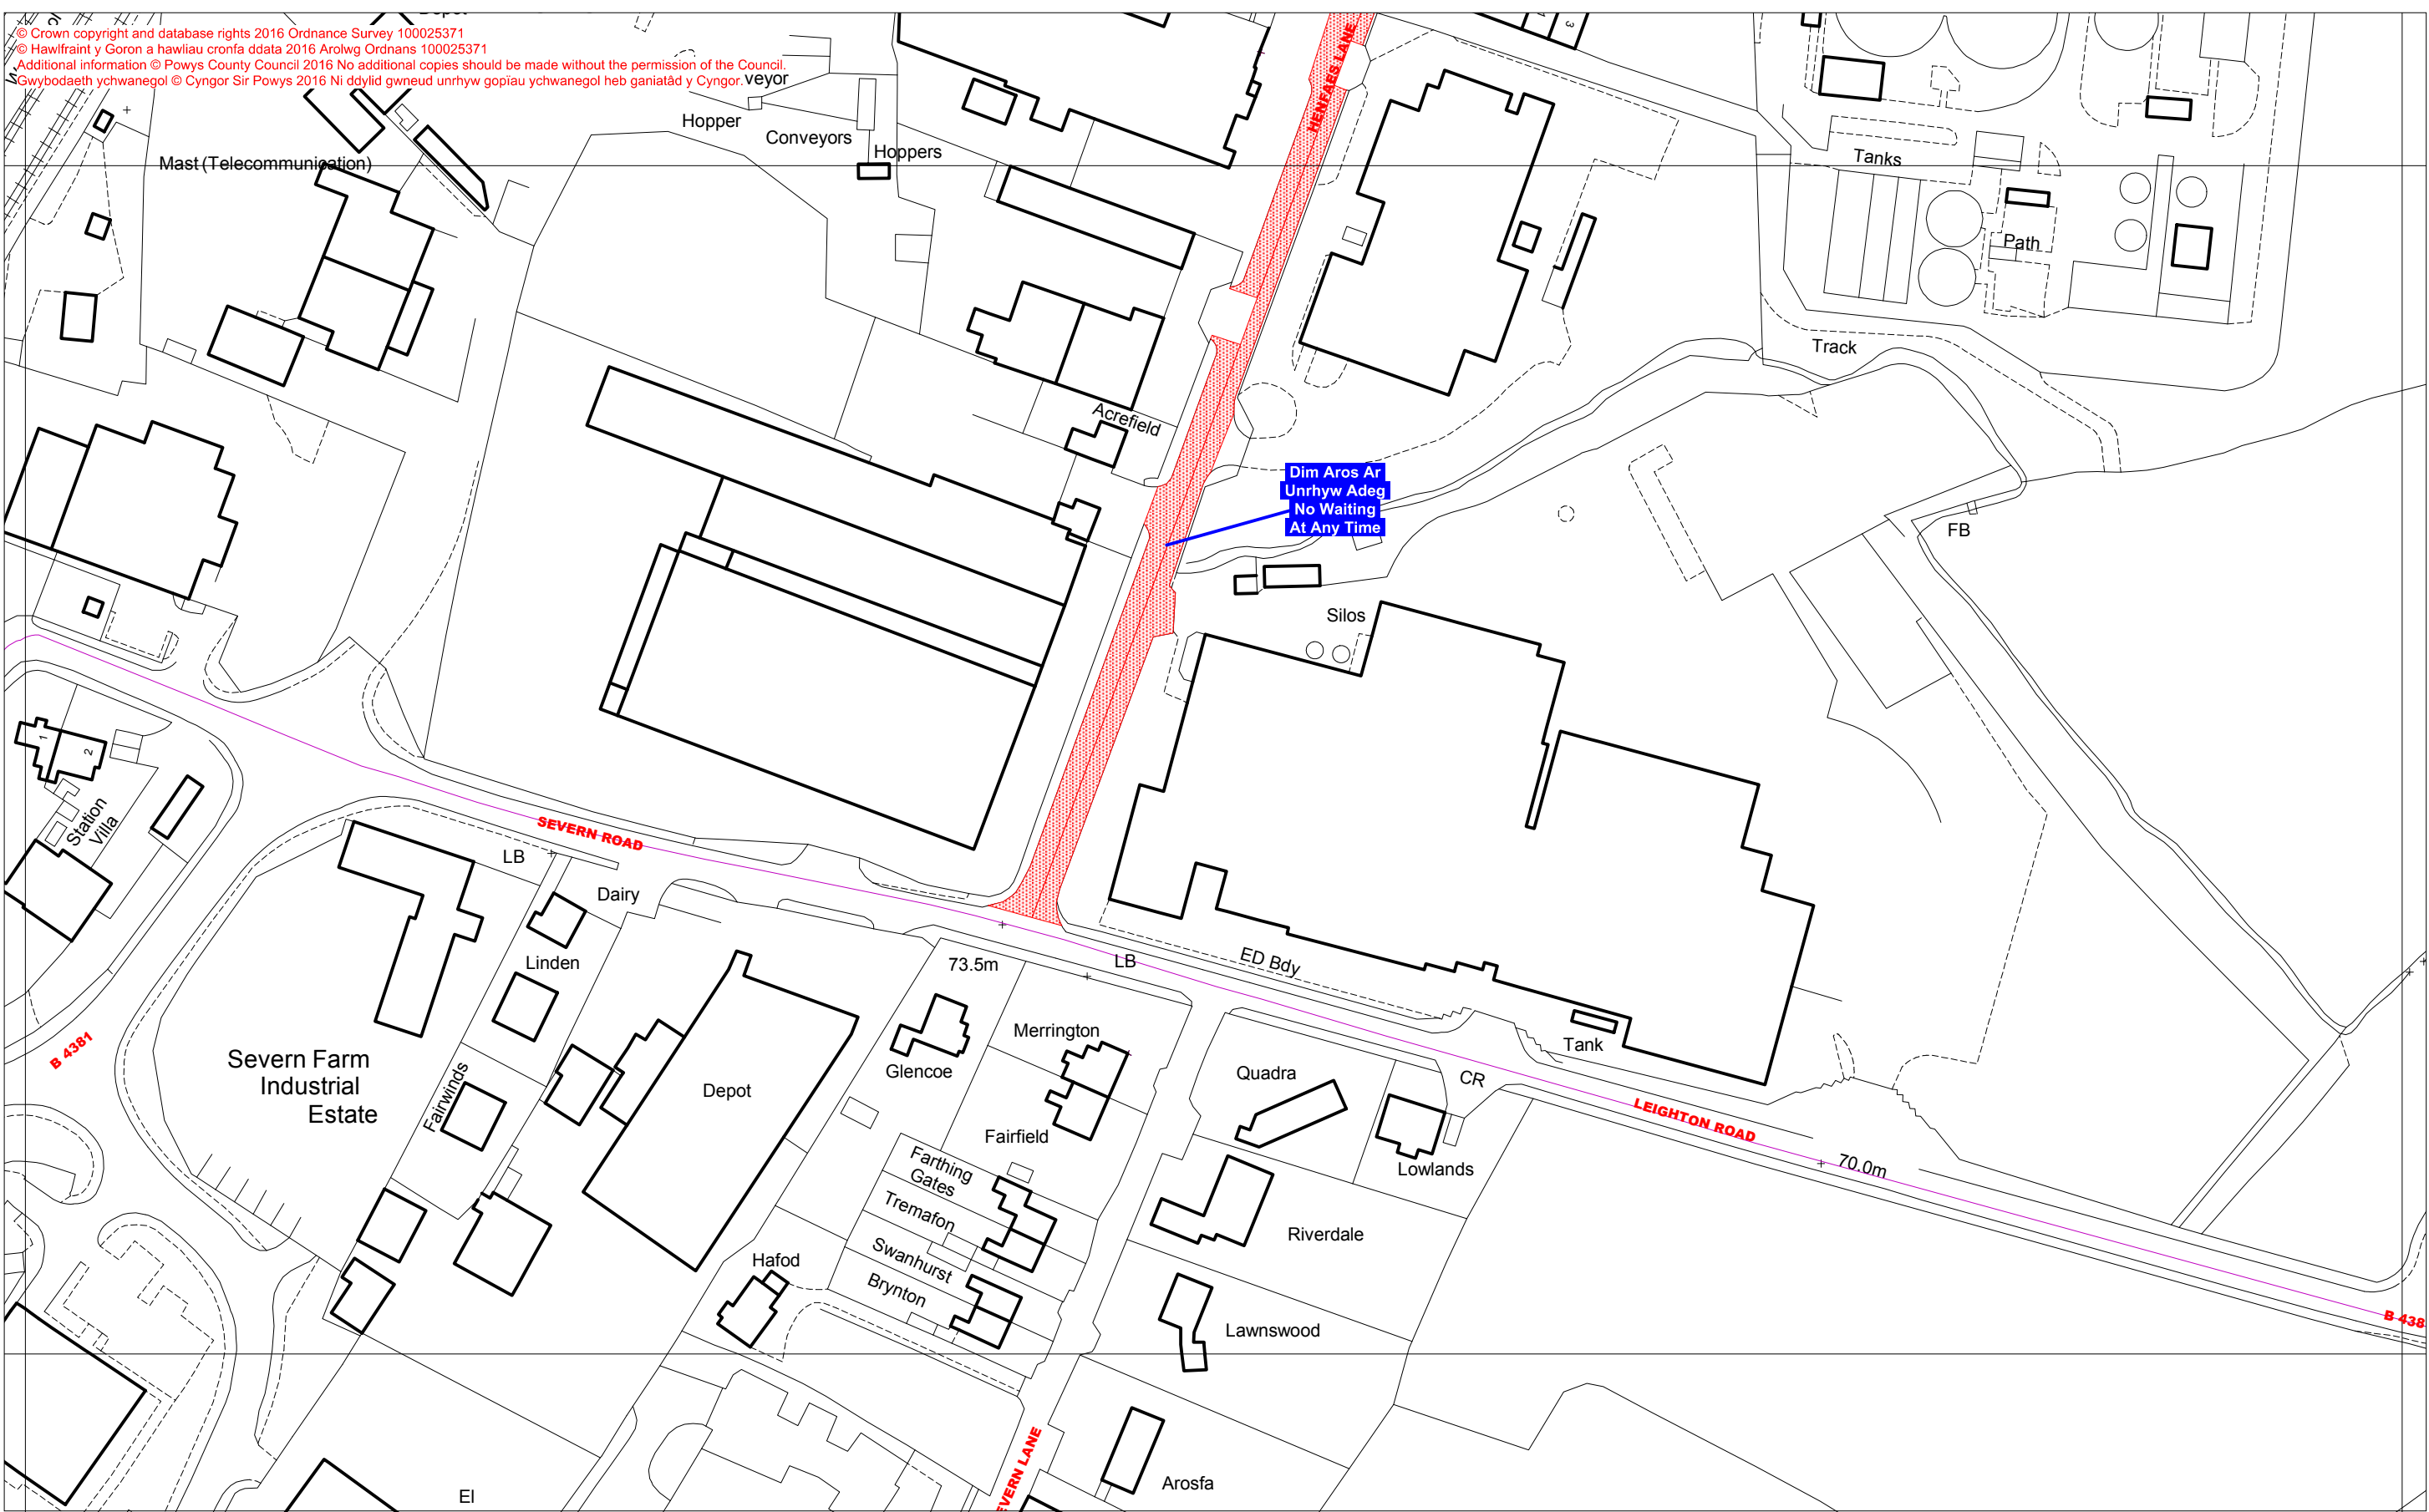 © Crown copyright and database rights 2016 Ordnance Survey 100025371
© Hawlfraint y Goron a hawliau cronfa ddata 2016 Arolwg Ordnans 100025371
Additional information © Powys County Council 2016 No additional copies should be made without the permission of the Council.
Gwybodaeth ychwanegol © Cyngor Sir Powys 2016 Ni ddylid gwneud unrhyw gopïau ychwanegol heb ganiatâd y Cyngor.
veyor
3
HENFAES LANE
Hopper
Conveyors
Hoppers
Mast (Telecommunication)
Tanks
Path
Track
Acrefield
Dim Aros Ar
Unrhyw Adeg
No Waiting
At Any Time
FB
Silos
1
2
Station
Villa
SEVERN ROAD
LB
Dairy
Linden
73.5m
LB
ED Bdy
B 4381
Severn Farm
Industrial
Estate
Fairwinds
Depot
Glencoe
Merrington
Quadra
CR
Tank
LEIGHTON ROAD
70.0m
Fairfield
Lowlands
Farthing
Gates
Tremafon
Swanhurst
Brynton
Hafod
Riverdale
Lawnswood
B 438
EVERN LANE
Arosfa
El